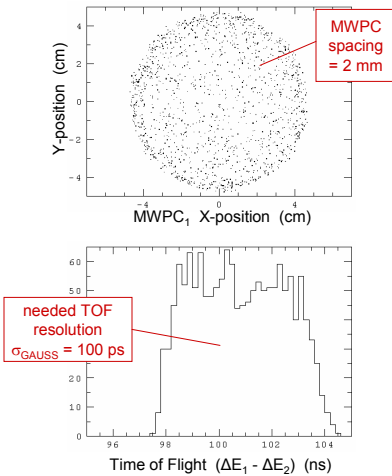 MWPC
spacing
= 2 mm
Y-position (cm)
4
2
0
−2
−4
−4
0
4
MWPC₁ X-position (cm)
needed TOF
resolution
σGAUSS = 100 ps
60
50
40
30
20
10
0
96
98
100
102
104
Time of Flight (ΔE₁ - ΔE₂) (ns)